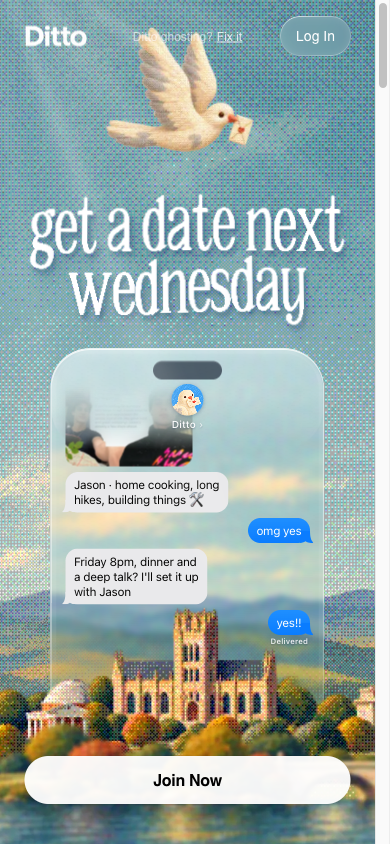 Ditto
ghosting? Fix it
Log In
get a date next
wednesday
Ditto
Jason · home cooking, long
hikes, building things 🛠️
omg yes
Friday 8pm, dinner and
a deep talk? I'll set it up
with Jason
yes!!
Delivered
Join Now